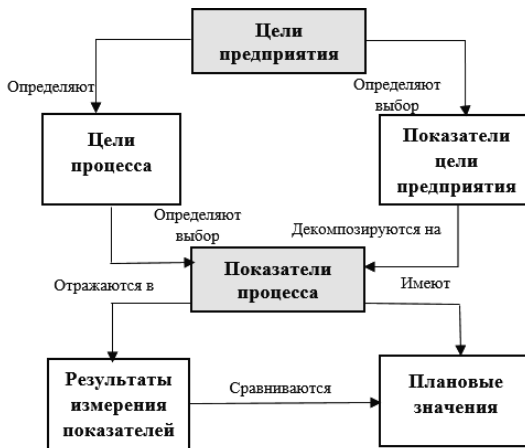 Цели
предприятия
Определяют
Определяют
выбор
Цели
процесса
Показатели
цели
предприятия
Определяют
выбор
Декомпозируются на
Показатели
процесса
Отражаются в
Имеют
Результаты
измерения
показателей
Сравниваются
Плановые
значения